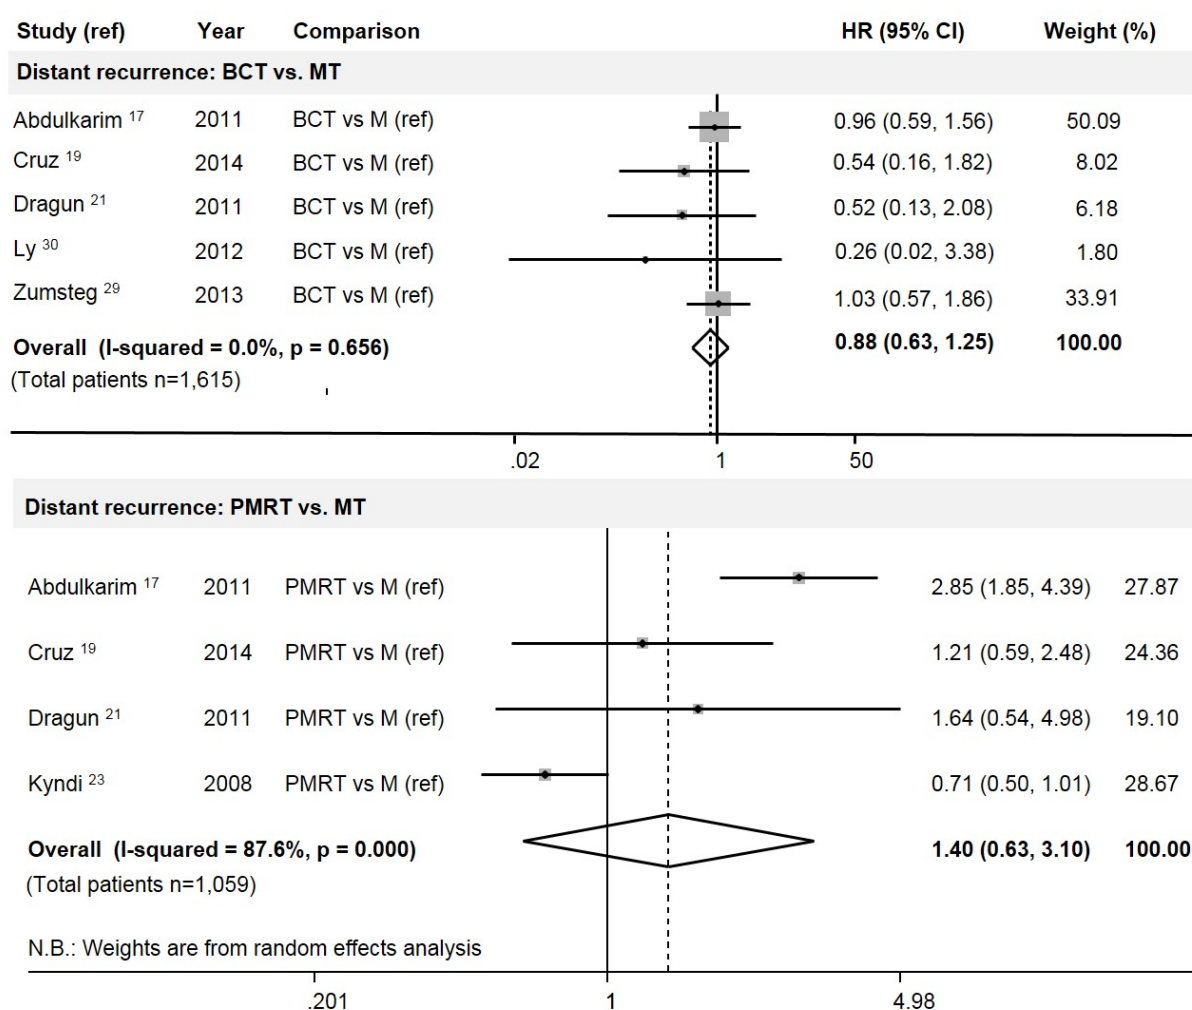 Study (ref) Year Comparison HR (95% CI) Weight (%)
Distant recurrence: BCT vs. MT
Abdulkarim 17 2011 BCT vs M (ref) 0.96 (0.59, 1.56) 50.09
Cruz 19 2014 BCT vs M (ref) 0.54 (0.16, 1.82) 8.02
Dragun 21 2011 BCT vs M (ref) 0.52 (0.13, 2.08) 6.18
Ly 30 2012 BCT vs M (ref) 0.26 (0.02, 3.38) 1.80
Zumsteg 29 2013 BCT vs M (ref) 1.03 (0.57, 1.86) 33.91
Overall (I-squared = 0.0%, p = 0.656) 0.88 (0.63, 1.25) 100.00
(Total patients n=1,615)
.02 1 50
Distant recurrence: PMRT vs. MT
Abdulkarim 17 2011 PMRT vs M (ref) 2.85 (1.85, 4.39) 27.87
Cruz 19 2014 PMRT vs M (ref) 1.21 (0.59, 2.48) 24.36
Dragun 21 2011 PMRT vs M (ref) 1.64 (0.54, 4.98) 19.10
Kyndi 23 2008 PMRT vs M (ref) 0.71 (0.50, 1.01) 28.67
Overall (I-squared = 87.6%, p = 0.000) 1.40 (0.63, 3.10) 100.00
(Total patients n=1,059)
N.B.: Weights are from random effects analysis
.201 1 4.98